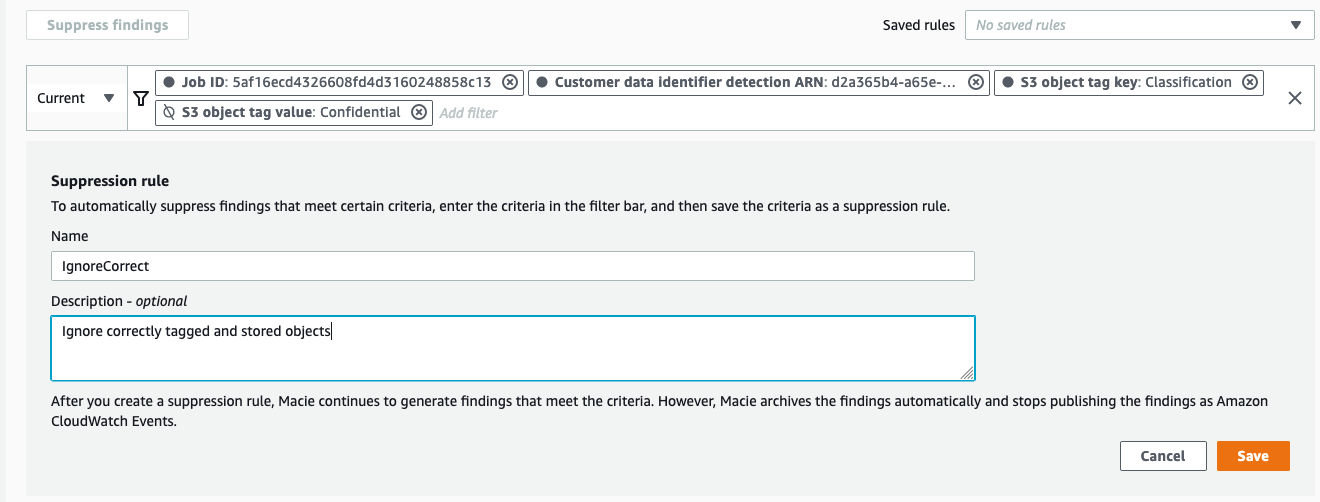 Suppress findings
Saved rules No saved rules
Current Job ID: 5af16ecd4326608fd4d3160248858c13 Customer data identifier detection ARN: d2a365b4-a65e-... S3 object tag key: Classification
S3 object tag value: Confidential Add filter
Suppression rule
To automatically suppress findings that meet certain criteria, enter the criteria in the filter bar, and then save the criteria as a suppression rule.
Name
IgnoreCorrect
Description - optional
Ignore correctly tagged and stored objects
After you create a suppression rule, Macie continues to generate findings that meet the criteria. However, Macie archives the findings automatically and stops publishing the findings as Amazon
CloudWatch Events.
Cancel Save